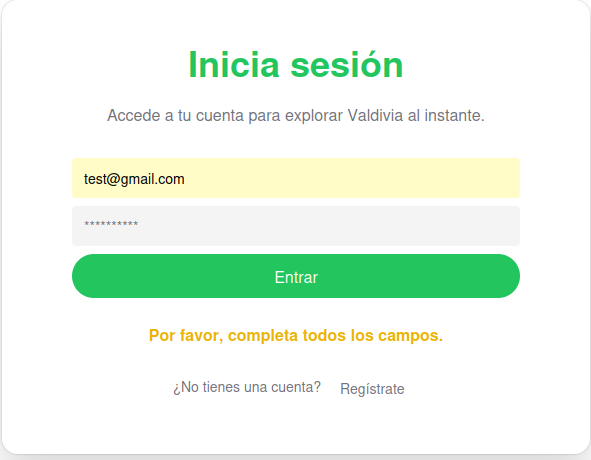 Inicia sesión
Accede a tu cuenta para explorar Valdivia al instante.
test@gmail.com
**********
Entrar
Por favor, completa todos los campos.
¿No tienes una cuenta? Regístrate